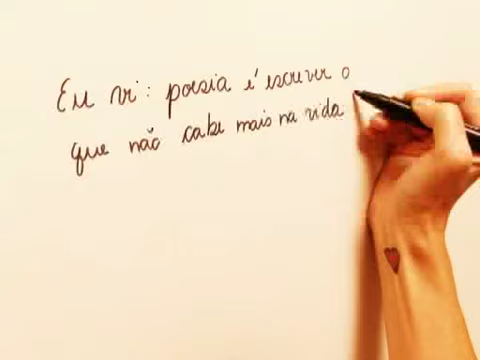 Eu vi: poesia é escrever o
que não cabe mais na vida.